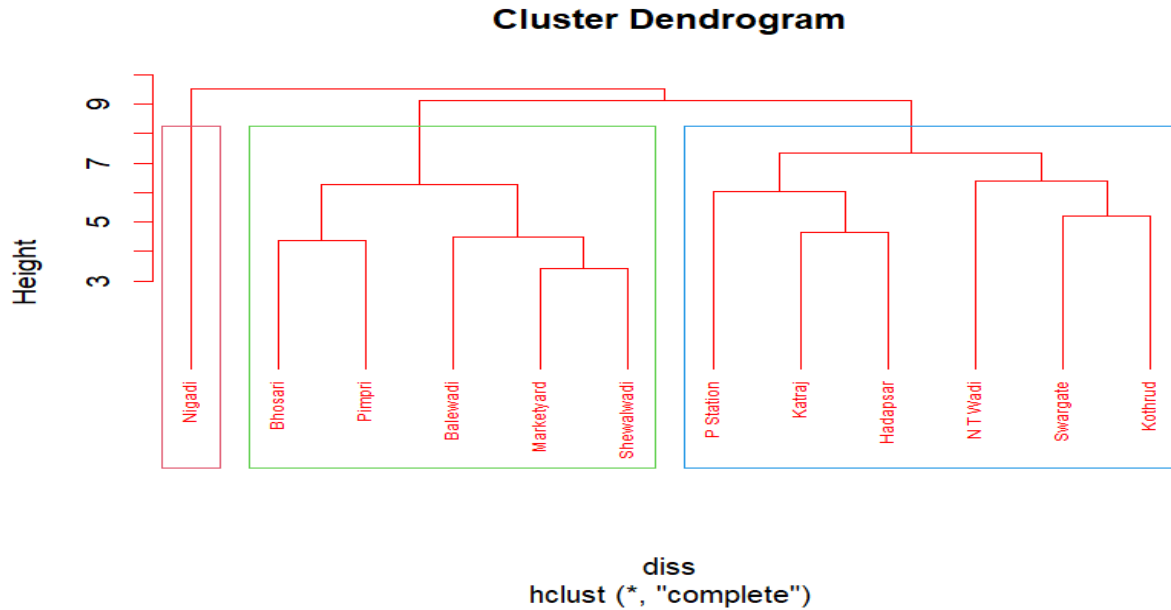 Cluster Dendrogram
Height
9
7
5
3
Nigadi
Bhosari
Pimpri
Balewadi
Marketyard
Shewalwadi
P Station
Katraj
Hadapsar
N T Wadi
Swargate
Kothrud
diss
hclust (*, "complete")